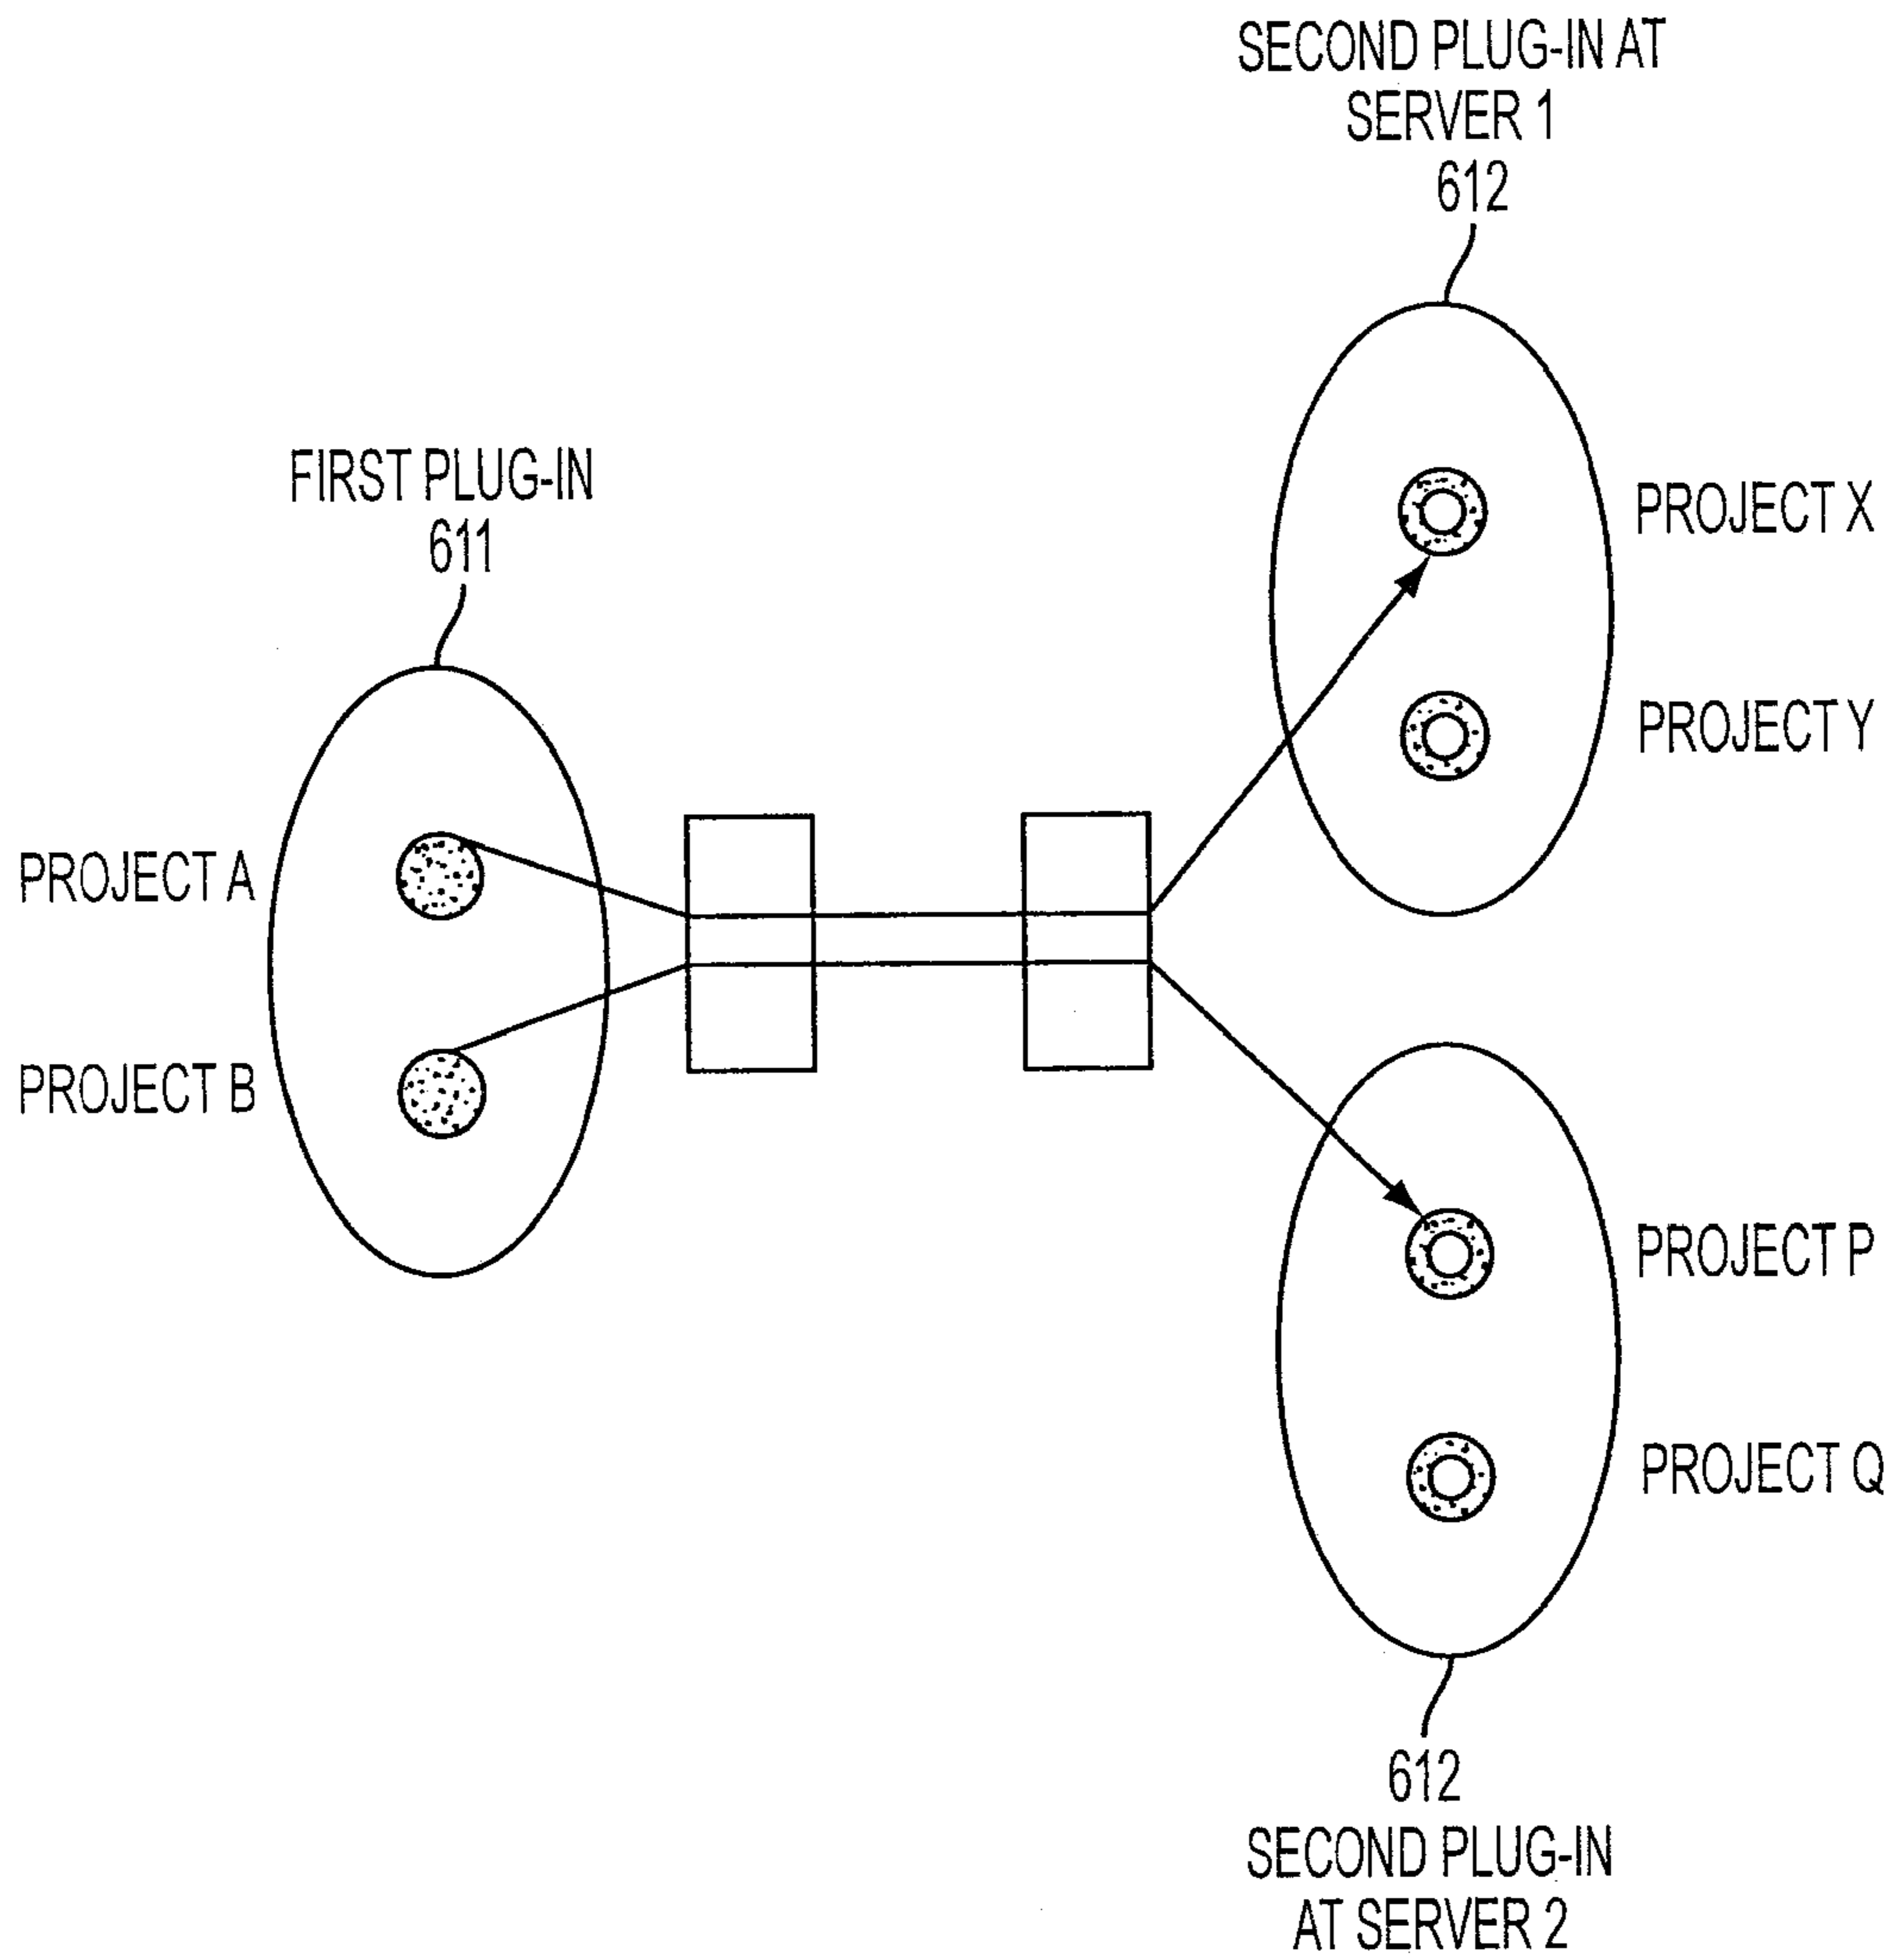 SECOND PLUG-IN AT
SERVER 1
612
FIRST PLUG-IN
611
PROJECT X
PROJECT Y
PROJECT A
PROJECT B
PROJECT P
PROJECT Q
612
SECOND PLUG-IN
AT SERVER 2